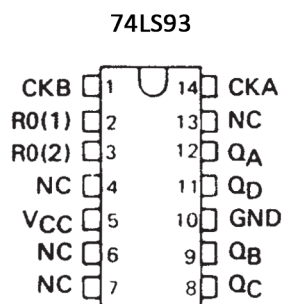 74LS93
CKB 1 14 CKA
R0(1) 2 13 NC
R0(2) 3 12 QA
NC 4 11 QD
VCC 5 10 GND
NC 6 9 QB
NC 7 8 QC